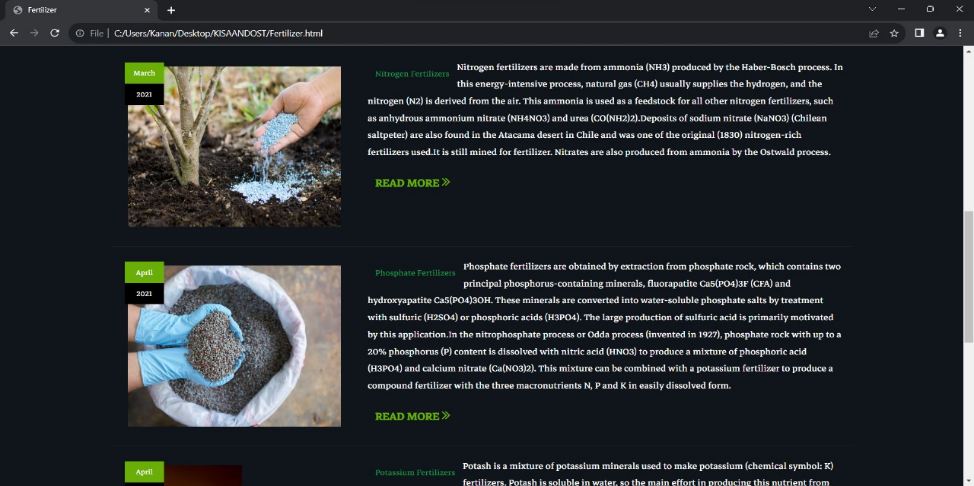 Fertilizer
File | C:/Users/Kanan/Desktop/KISAANDOST/Fertilizer.html
March
2021
Nitrogen Fertilizers
Nitrogen fertilizers are made from ammonia (NH3) produced by the Haber-Bosch process. In
this energy-intensive process, natural gas (CH4) usually supplies the hydrogen, and the
nitrogen (N2) is derived from the air. This ammonia is used as a feedstock for all other nitrogen fertilizers, such
as anhydrous ammonium nitrate (NH4NO3) and urea (CO(NH2)2).Deposits of sodium nitrate (NaNO3) (Chilean
saltpeter) are also found in the Atacama desert in Chile and was one of the original (1830) nitrogen-rich
fertilizers used.It is still mined for fertilizer. Nitrates are also produced from ammonia by the Ostwald process.
READ MORE »
April
2021
Phosphate Fertilizers
Phosphate fertilizers are obtained by extraction from phosphate rock, which contains two
principal phosphorus-containing minerals, fluorapatite Ca5(PO4)3F (CFA) and
hydroxyapatite Ca5(PO4)3OH. These minerals are converted into water-soluble phosphate salts by treatment
with sulfuric (H2SO4) or phosphoric acids (H3PO4). The large production of sulfuric acid is primarily motivated
by this application.In the nitrophosphate process or Odda process (invented in 1927), phosphate rock with up to a
20% phosphorus (P) content is dissolved with nitric acid (HNO3) to produce a mixture of phosphoric acid
(H3PO4) and calcium nitrate (Ca(NO3)2). This mixture can be combined with a potassium fertilizer to produce a
compound fertilizer with the three macronutrients N, P and K in easily dissolved form.
READ MORE »
April
Potassium Fertilizers
Potash is a mixture of potassium minerals used to make potassium (chemical symbol: K)
fertilizers. Potash is soluble in water, so the main effort in producing this nutrient from